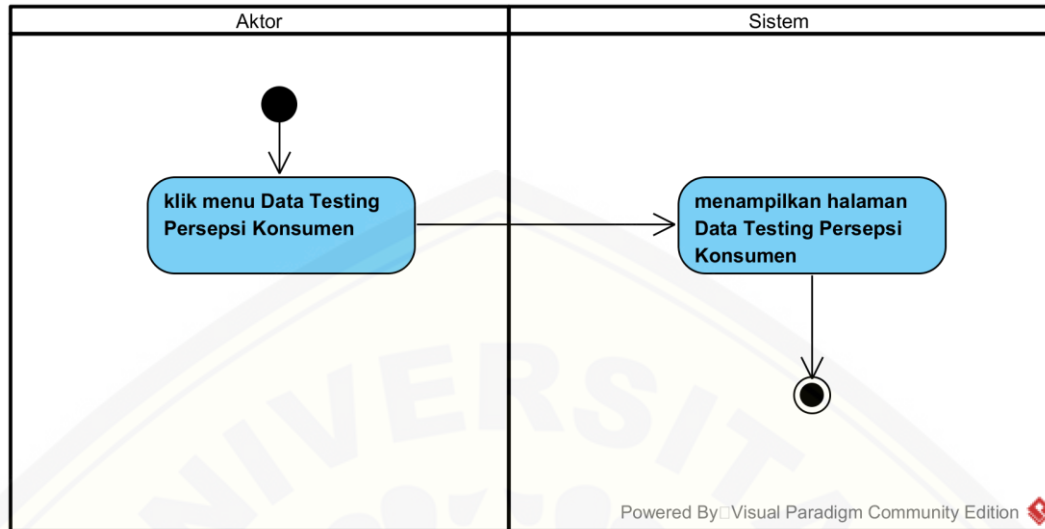 Aktor
Sistem
klik menu Data Testing
Persepsi Konsumen
menampilkan halaman
Data Testing Persepsi
Konsumen
UNIVERSITA
Powered By□Visual Paradigm Community Edition